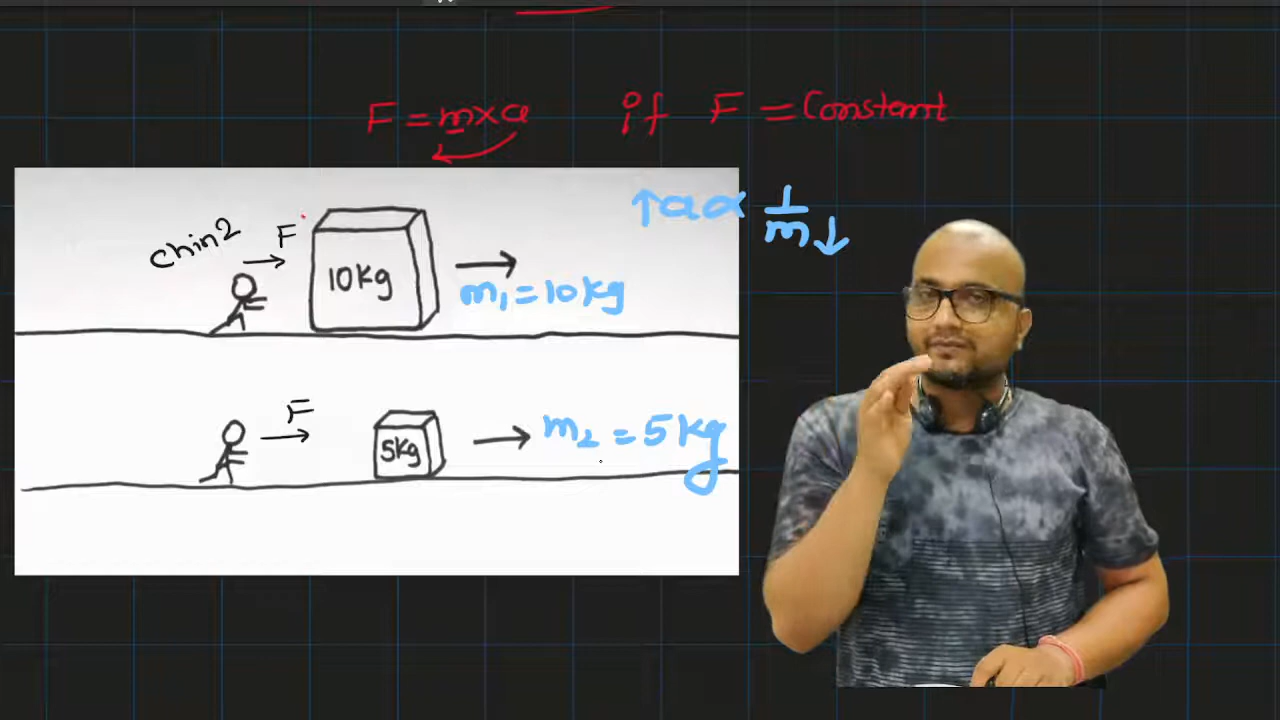 F = m×a if F = Constant
↑a ∝ 1/m ↓
chin2
F
10kg
m₁ = 10kg
F
5kg
m₂ = 5kg